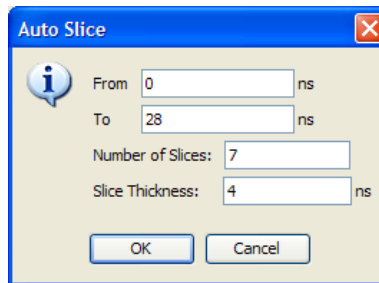 Auto Slice
From 0 ns
To 28 ns
Number of Slices: 7
Slice Thickness: 4 ns
OK Cancel